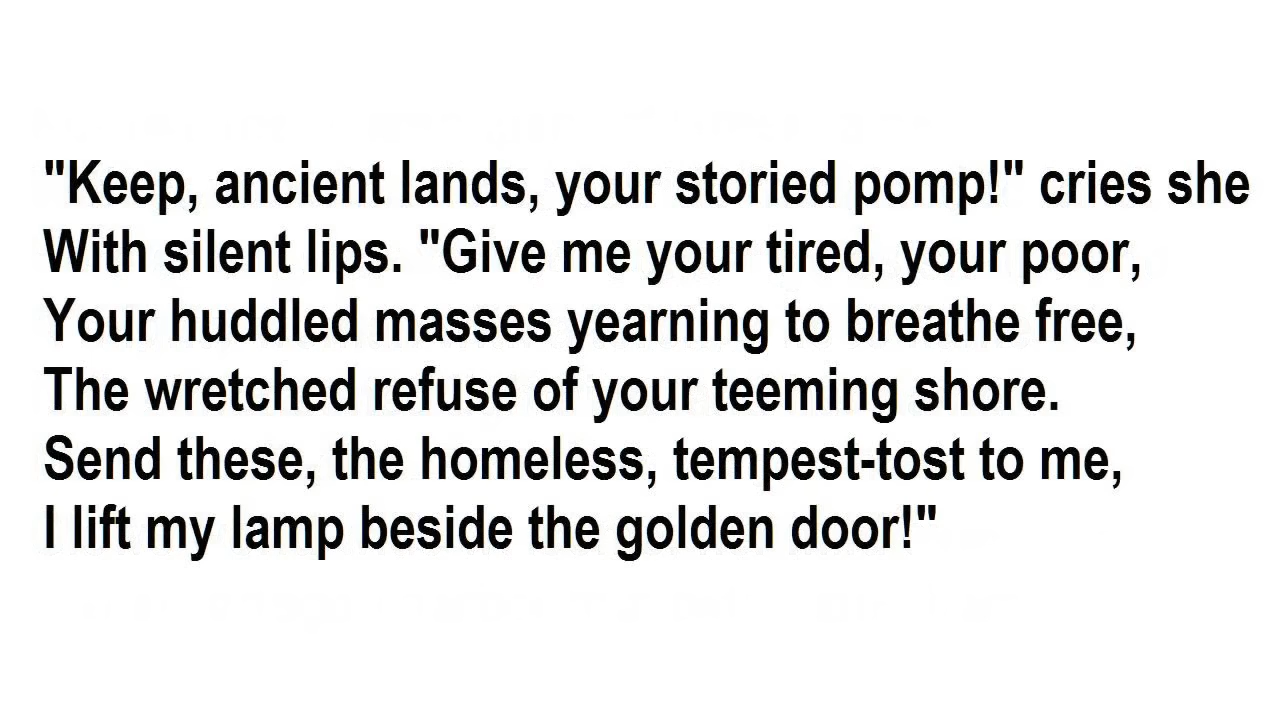 "Keep, ancient lands, your storied pomp!" cries she
With silent lips. "Give me your tired, your poor,
Your huddled masses yearning to breathe free,
The wretched refuse of your teeming shore.
Send these, the homeless, tempest-tost to me,
I lift my lamp beside the golden door!"